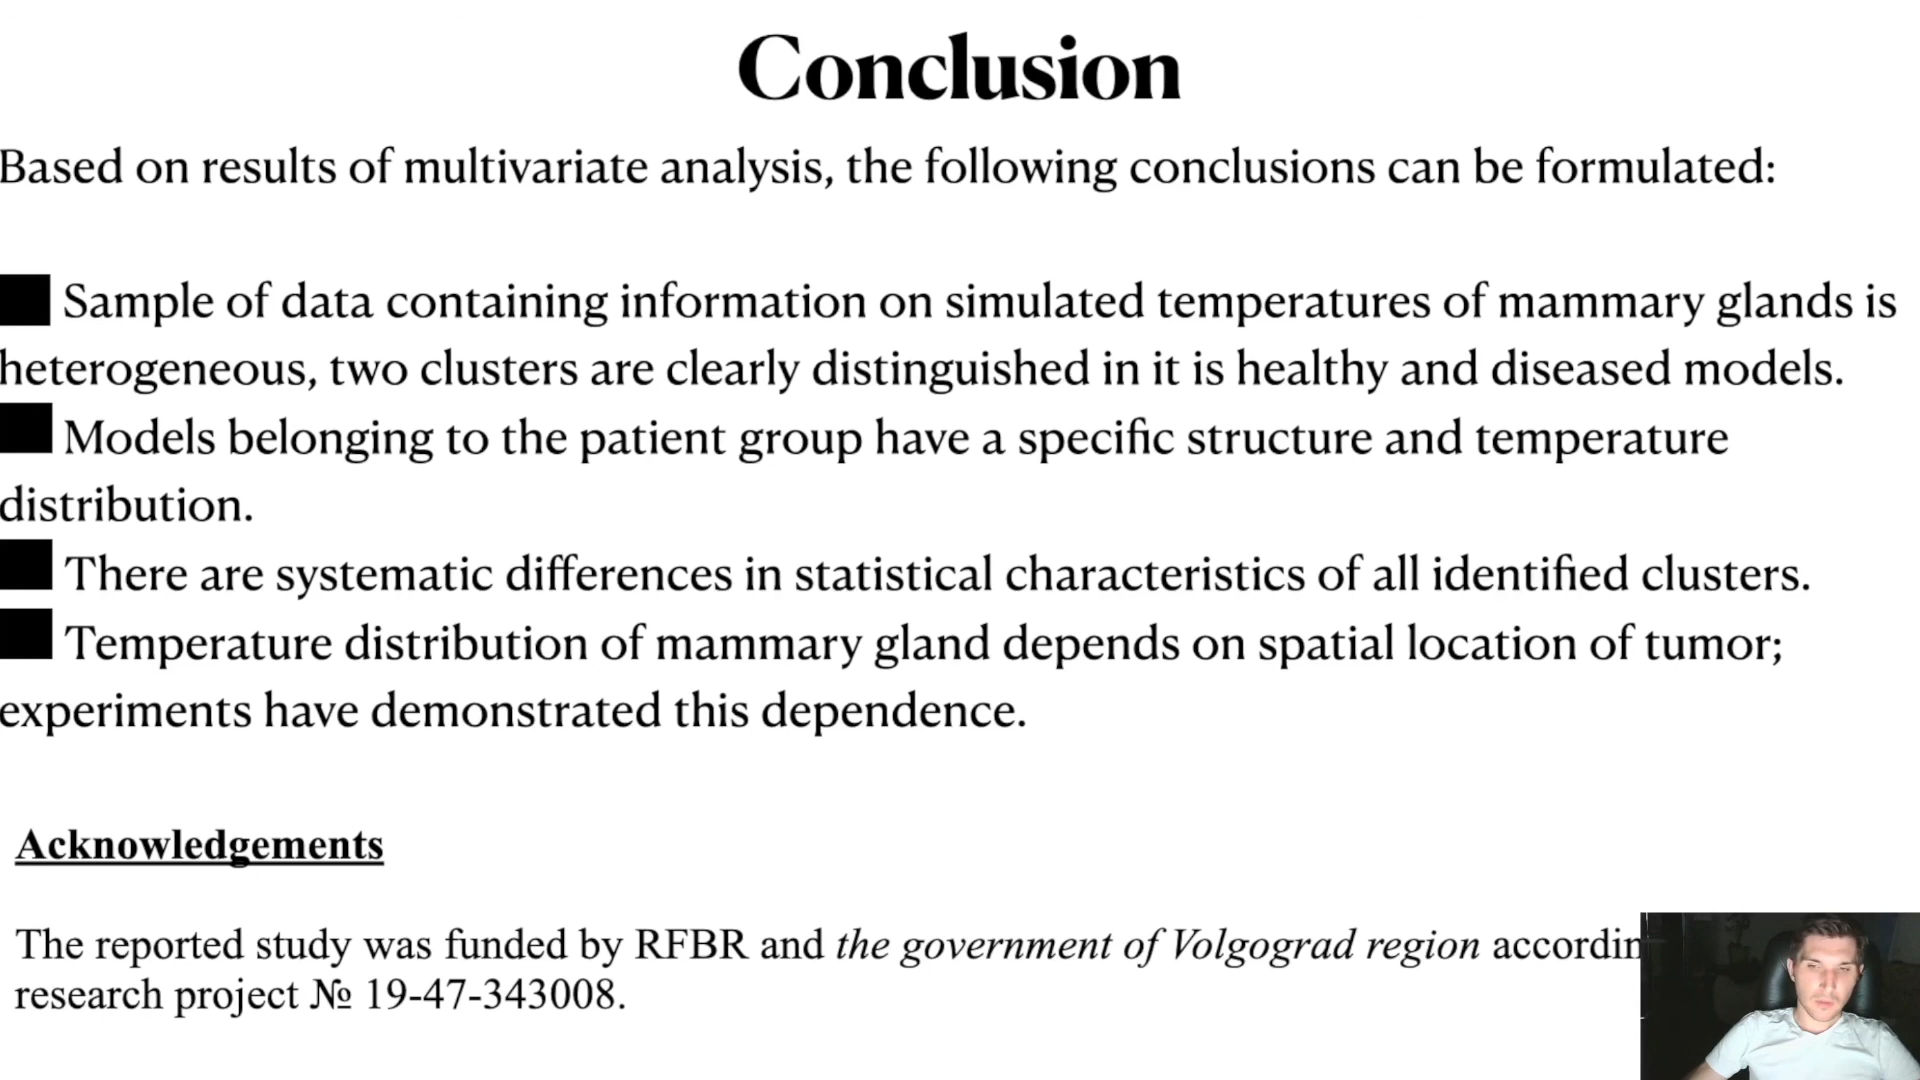 Conclusion
Based on results of multivariate analysis, the following conclusions can be formulated:
Sample of data containing information on simulated temperatures of mammary glands is
heterogeneous, two clusters are clearly distinguished in it is healthy and diseased models.
Models belonging to the patient group have a specific structure and temperature
distribution.
There are systematic differences in statistical characteristics of all identified clusters.
Temperature distribution of mammary gland depends on spatial location of tumor;
experiments have demonstrated this dependence.
Acknowledgements
The reported study was funded by RFBR and the government of Volgograd region accordin
research project № 19-47-343008.